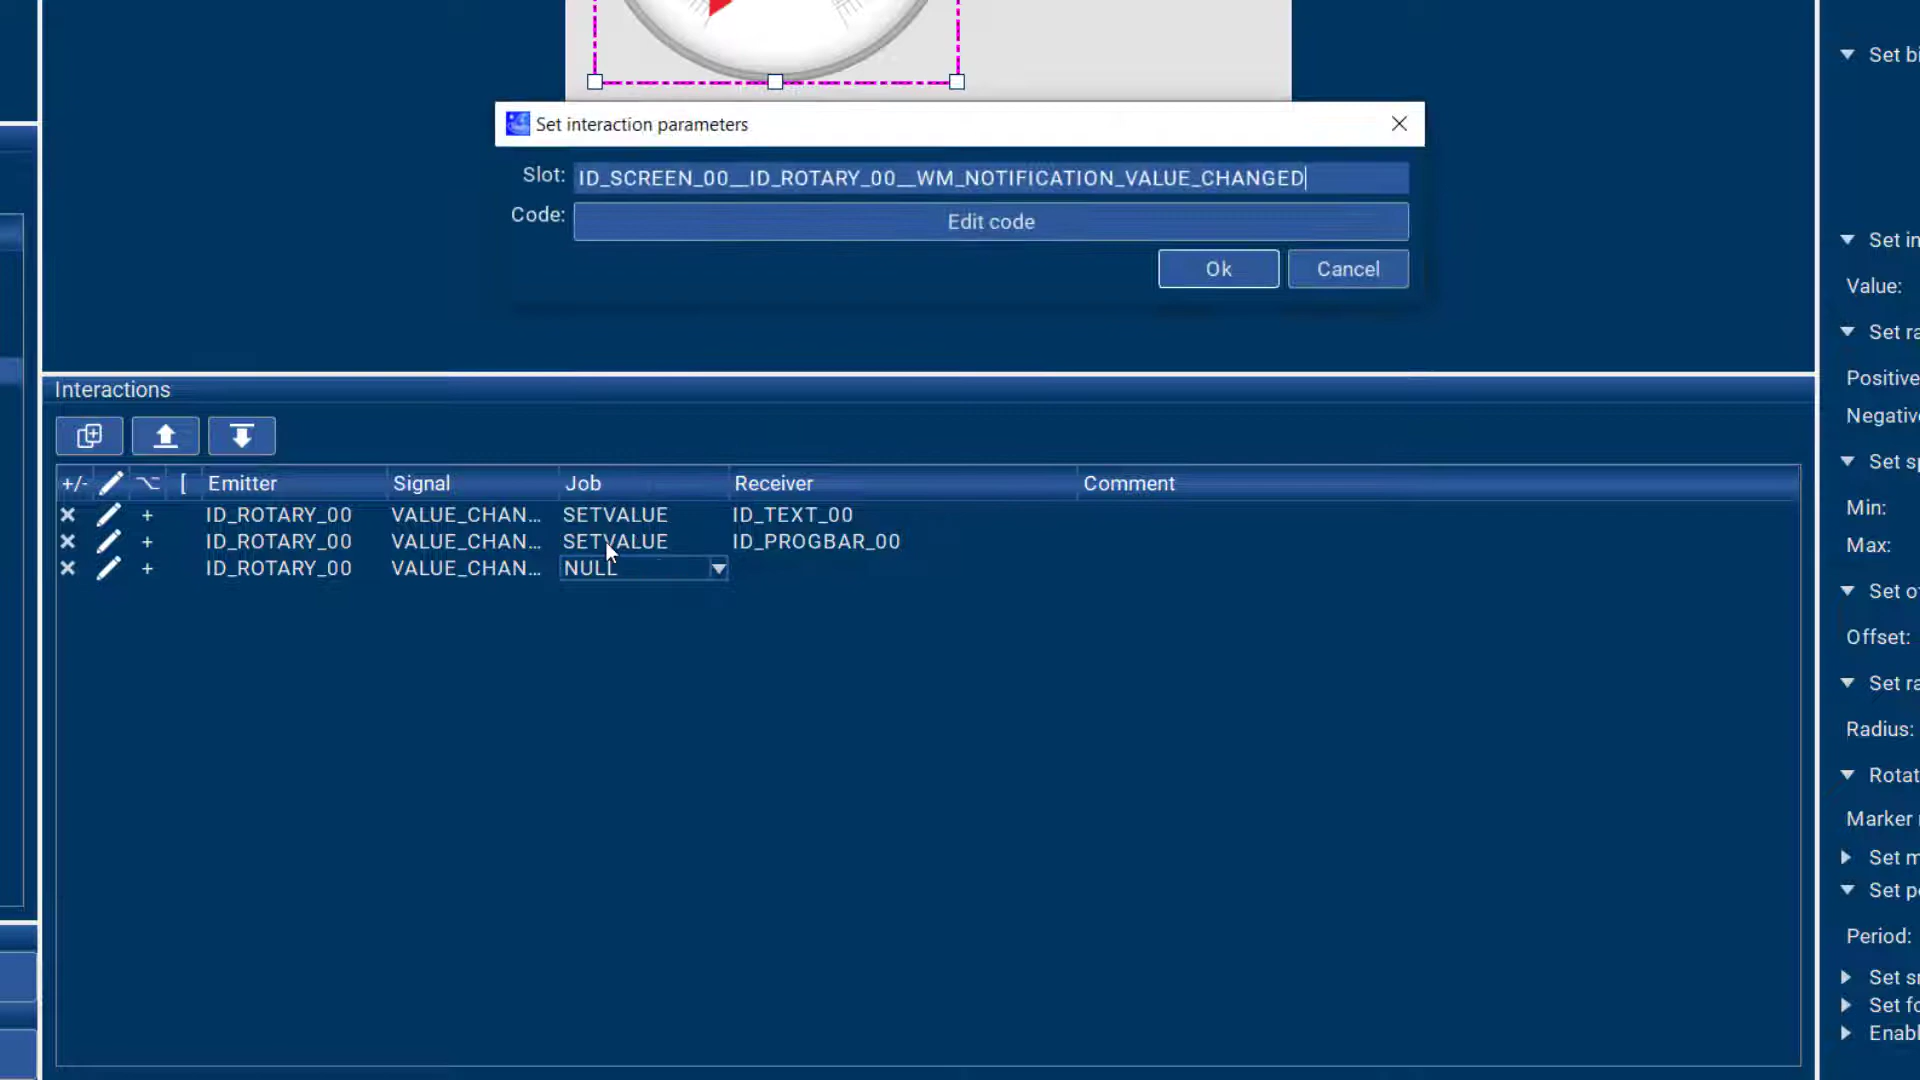 Set interaction parameters
Slot: ID_SCREEN_00__ID_ROTARY_00__WM_NOTIFICATION_VALUE_CHANGED
Code: Edit code
Ok Cancel
Interactions
+/- [ Emitter Signal Job Receiver Comment
+ ID_ROTARY_00 VALUE_CHAN... SETVALUE ID_TEXT_00
+ ID_ROTARY_00 VALUE_CHAN... SETVALUE ID_PROGBAR_00
+ ID_ROTARY_00 VALUE_CHAN... NULL
Set bi
Set in
Value:
Set ra
Positive
Negativ
Set sp
Min:
Max:
Set o
Offset:
Set ra
Radius:
Rotat
Marker
Set m
Set pe
Period:
Set sn
Set fo
Enabl